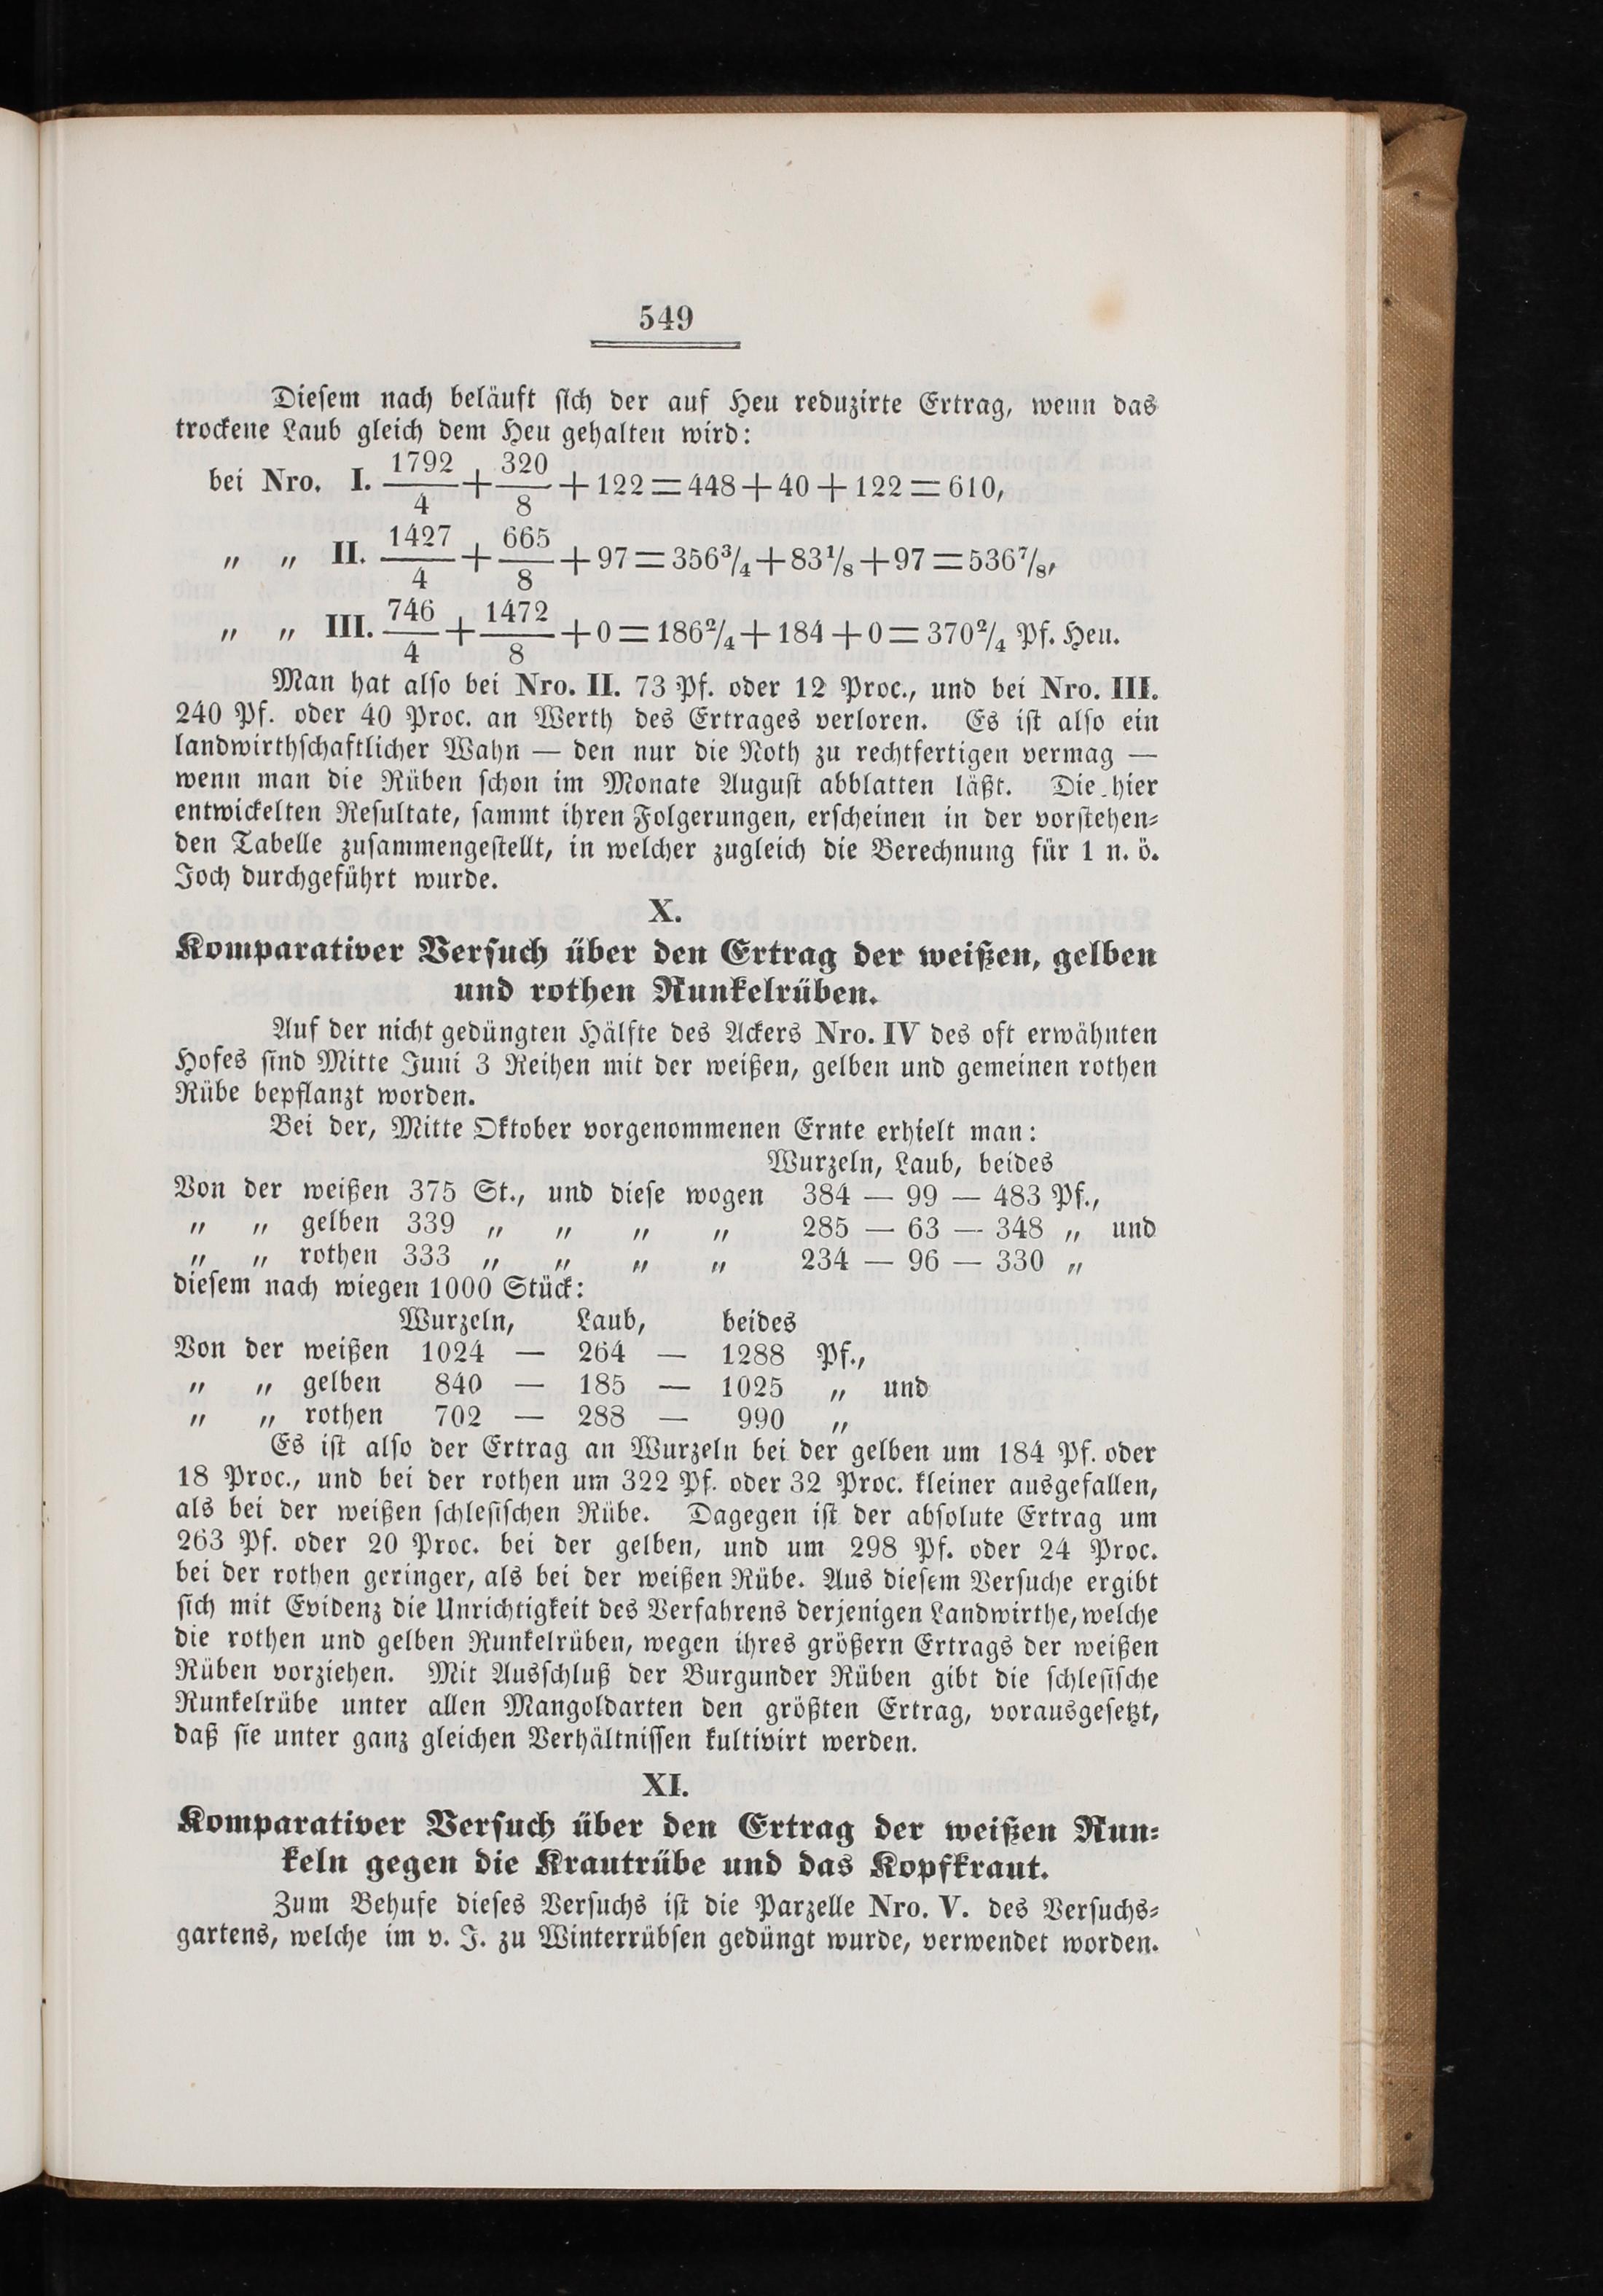 549
Diesem nach beläuft sich der auf Heu reduzirte Ertrag, wenn das
trockene Laub gleich dem Heu gehalten wird:
bei Nro. I. 1792/4 + 320/8 + 122 = 448 + 40 + 122 = 610,
„ „ II. 1427/4 + 665/8 + 97 = 356³/₄ + 83¹/₈ + 97 = 536⁷/₈,
„ „ III. 746/4 + 1472/8 + 0 = 186²/₄ + 184 + 0 = 370²/₄ Pf. Heu.
Man hat also bei Nro. II. 73 Pf. oder 12 Proc., und bei Nro. III.
240 Pf. oder 40 Proc. an Werth des Ertrages verloren. Es ist also ein
landwirthschaftlicher Wahn — den nur die Noth zu rechtfertigen vermag —
wenn man die Rüben schon im Monate August abblatten läßt. Die hier
entwickelten Resultate, sammt ihren Folgerungen, erscheinen in der vorstehen-
den Tabelle zusammengestellt, in welcher zugleich die Berechnung für 1 n. ö.
Joch durchgeführt wurde.
X.
Komparativer Versuch über den Ertrag der weißen, gelben
und rothen Runkelrüben.
Auf der nicht gedüngten Hälfte des Ackers Nro. IV des oft erwähnten
Hofes sind Mitte Juni 3 Reihen mit der weißen, gelben und gemeinen rothen
Rübe bepflanzt worden.
Bei der, Mitte Oktober vorgenommenen Ernte erhielt man:
Wurzeln, Laub, beides
Von der weißen 375 St., und diese wogen 384 — 99 — 483 Pf.,
„ „ gelben 339 „ „ „ „ 285 — 63 — 348 „ und
„ „ rothen 333 „ „ „ „ 234 — 96 — 330 „
diesem nach wiegen 1000 Stück:
Wurzeln, Laub, beides
Von der weißen 1024 — 264 — 1288 Pf.,
„ „ gelben 840 — 185 — 1025 „ und
„ „ rothen 702 — 288 — 990 „
Es ist also der Ertrag an Wurzeln bei der gelben um 184 Pf. oder
18 Proc., und bei der rothen um 322 Pf. oder 32 Proc. kleiner ausgefallen,
als bei der weißen schlesischen Rübe. Dagegen ist der absolute Ertrag um
263 Pf. oder 20 Proc. bei der gelben, und um 298 Pf. oder 24 Proc.
bei der rothen geringer, als bei der weißen Rübe. Aus diesem Versuche ergibt
sich mit Evidenz die Unrichtigkeit des Verfahrens derjenigen Landwirthe, welche
die rothen und gelben Runkelrüben, wegen ihres größern Ertrags der weißen
Rüben vorziehen. Mit Ausschluß der Burgunder Rüben gibt die schlesische
Runkelrübe unter allen Mangoldarten den größten Ertrag, vorausgesetzt,
daß sie unter ganz gleichen Verhältnissen kultivirt werden.
XI.
Komparativer Versuch über den Ertrag der weißen Run-
keln gegen die Krautrübe und das Kopfkraut.
Zum Behufe dieses Versuchs ist die Parzelle Nro. V. des Versuchs-
gartens, welche im v. J. zu Winterrübsen gedüngt wurde, verwendet worden.